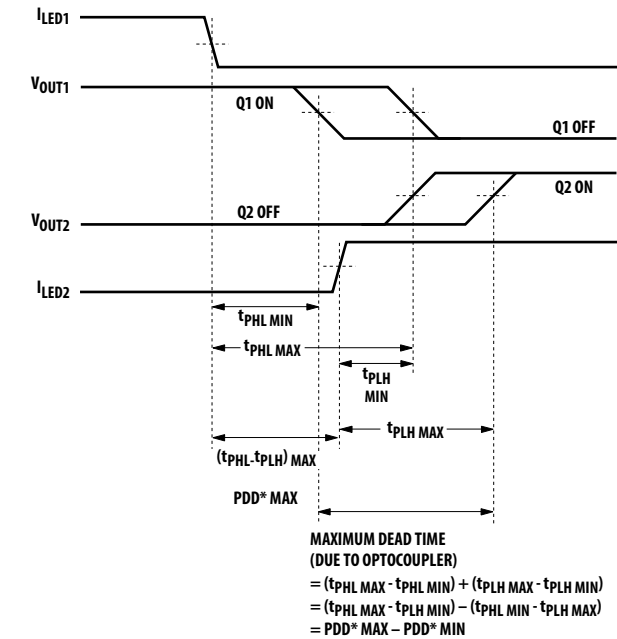 ILED1
VOUT1
Q1 ON
Q1 OFF
Q2 ON
Q2 OFF
VOUT2
ILED2
tPHL MIN
tPHL MAX
tPLH
MIN
tPLH MAX
(tPHL-tPLH) MAX
PDD* MAX
MAXIMUM DEAD TIME
(DUE TO OPTOCOUPLER)
= (tPHL MAX - tPHL MIN) + (tPLH MAX - tPLH MIN)
= (tPHL MAX - tPLH MIN) – (tPHL MIN - tPLH MAX)
= PDD* MAX – PDD* MIN